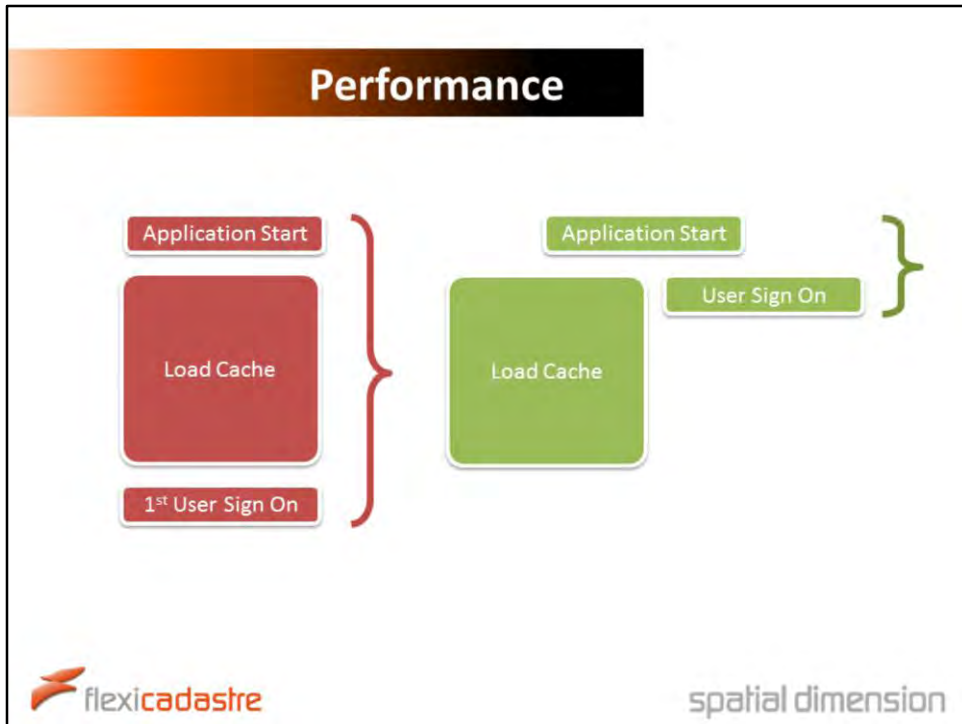 Performance
Application Start
Load Cache
1st User Sign On
Application Start
User Sign On
Load Cache
flexicadastre
spatial dimension